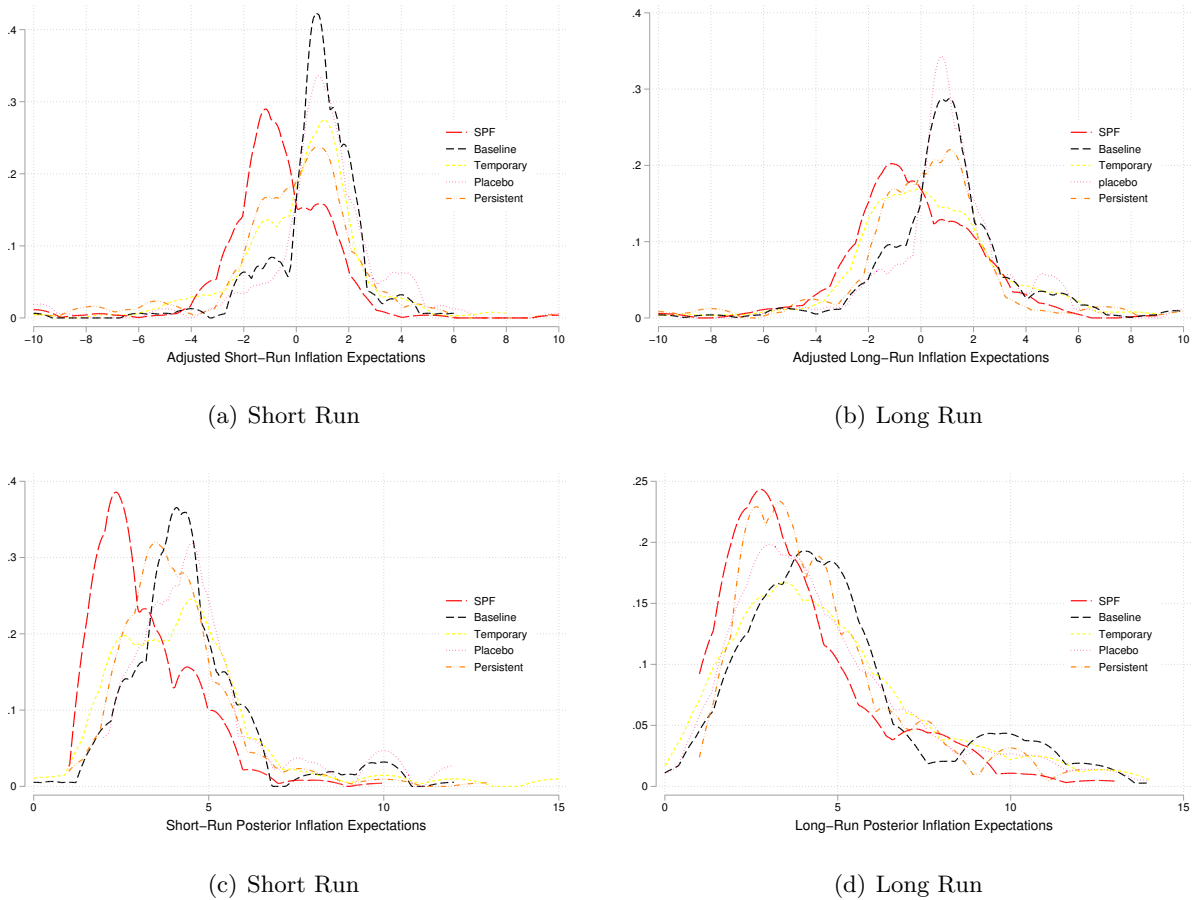 .4
.3
.2
.1
0
−10 −8 −6 −4 −2 0 2 4 6 8 10
Adjusted Short−Run Inflation Expectations
SPF
Baseline
Temporary
Placebo
Persistent
(a) Short Run
.4
.3
.2
.1
0
−10 −8 −6 −4 −2 0 2 4 6 8 10
Adjusted Long−Run Inflation Expectations
SPF
Baseline
Temporary
placebo
Persistent
(b) Long Run
.4
.3
.2
.1
0
0 5 10 15
Short−Run Posterior Inflation Expectations
SPF
Baseline
Temporary
Placebo
Persistent
(c) Short Run
.25
.2
.15
.1
.05
0
0 5 10 15
Long−Run Posterior Inflation Expectations
SPF
Baseline
Temporary
Placebo
Persistent
(d) Long Run